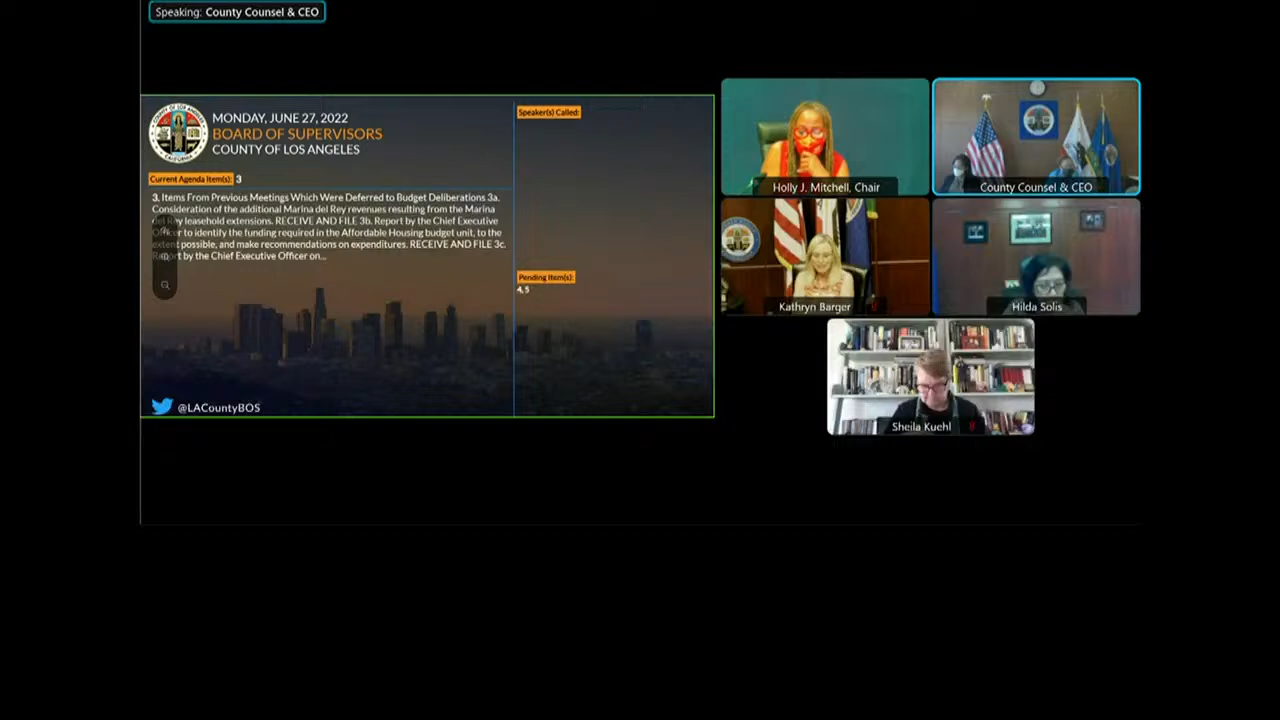 Speaking: County Counsel & CEO
MONDAY, JUNE 27, 2022
BOARD OF SUPERVISORS
COUNTY OF LOS ANGELES
Current Agenda Item(s): 3
3. Items From Previous Meetings Which Were Deferred to Budget Deliberations 3a.
Consideration of the additional Marina del Rey revenues resulting from the Marina
del Rey leasehold extensions. RECEIVE AND FILE 3b. Report by the Chief Executive
Officer to identify the funding required in the Affordable Housing budget unit, to the
extent possible, and make recommendations on expenditures. RECEIVE AND FILE 3c.
Report by the Chief Executive Officer on...
@LACountyBOS
Speaker(s) Called:
Pending Item(s):
4, 5
Holly J. Mitchell, Chair
County Counsel & CEO
Kathryn Barger
Hilda Solis
Sheila Kuehl